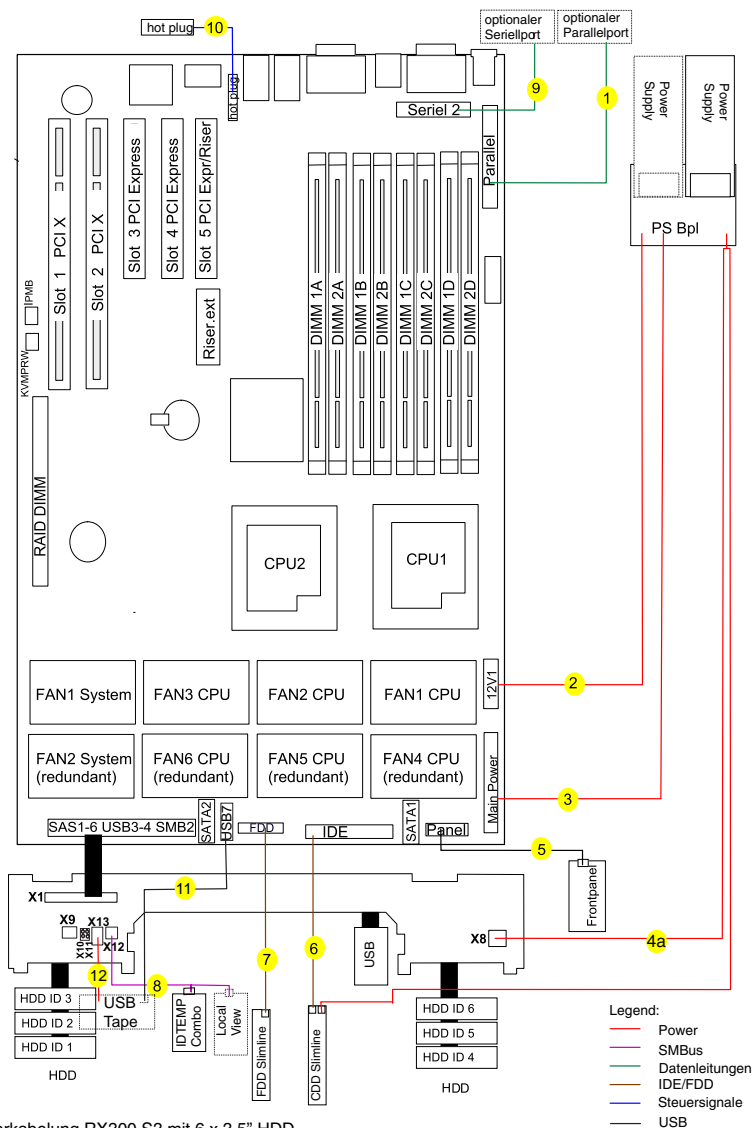 optionaler
Seriellport
optionaler
Parallelport
hot plug
10
hot plug
9
1
Seriel 2
Parallel
Power
Supply
Power
Supply
PS Bpl
Slot 1 PCI X
Slot 2 PCI X
Slot 3 PCI Express
Slot 4 PCI Express
Slot 5 PCI Expr/Riser
Riser.ext
IPMB
KVMPRW
DIMM 1A
DIMM 2A
DIMM 1B
DIMM 2B
DIMM 1C
DIMM 2C
DIMM 1D
DIMM 2D
RAID DIMM
CPU2
CPU1
FAN1 System
FAN3 CPU
FAN2 CPU
FAN1 CPU
12V1
2
FAN2 System
(redundant)
FAN6 CPU
(redundant)
FAN5 CPU
(redundant)
FAN4 CPU
(redundant)
Main Power
3
SAS1-6 USB3-4 SMB2
SATA2
USB7
FDD
IDE
SATA1
Panel
5
Frontpanel
X1
11
X9
X13
X10
X11
X12
USB
X8
4a
12
8
7
6
HDD ID 3
HDD ID 2
HDD ID 1
HDD
USB
Tape
IDTEMP
Combo
Local
View
FDD Slimline
CDD Slimline
HDD ID 6
HDD ID 5
HDD ID 4
HDD
Legend:
Power
SMBus
Datenleitungen
IDE/FDD
Steuersignale
USB
RX300 S2 mit 6 x 2,5" HDD